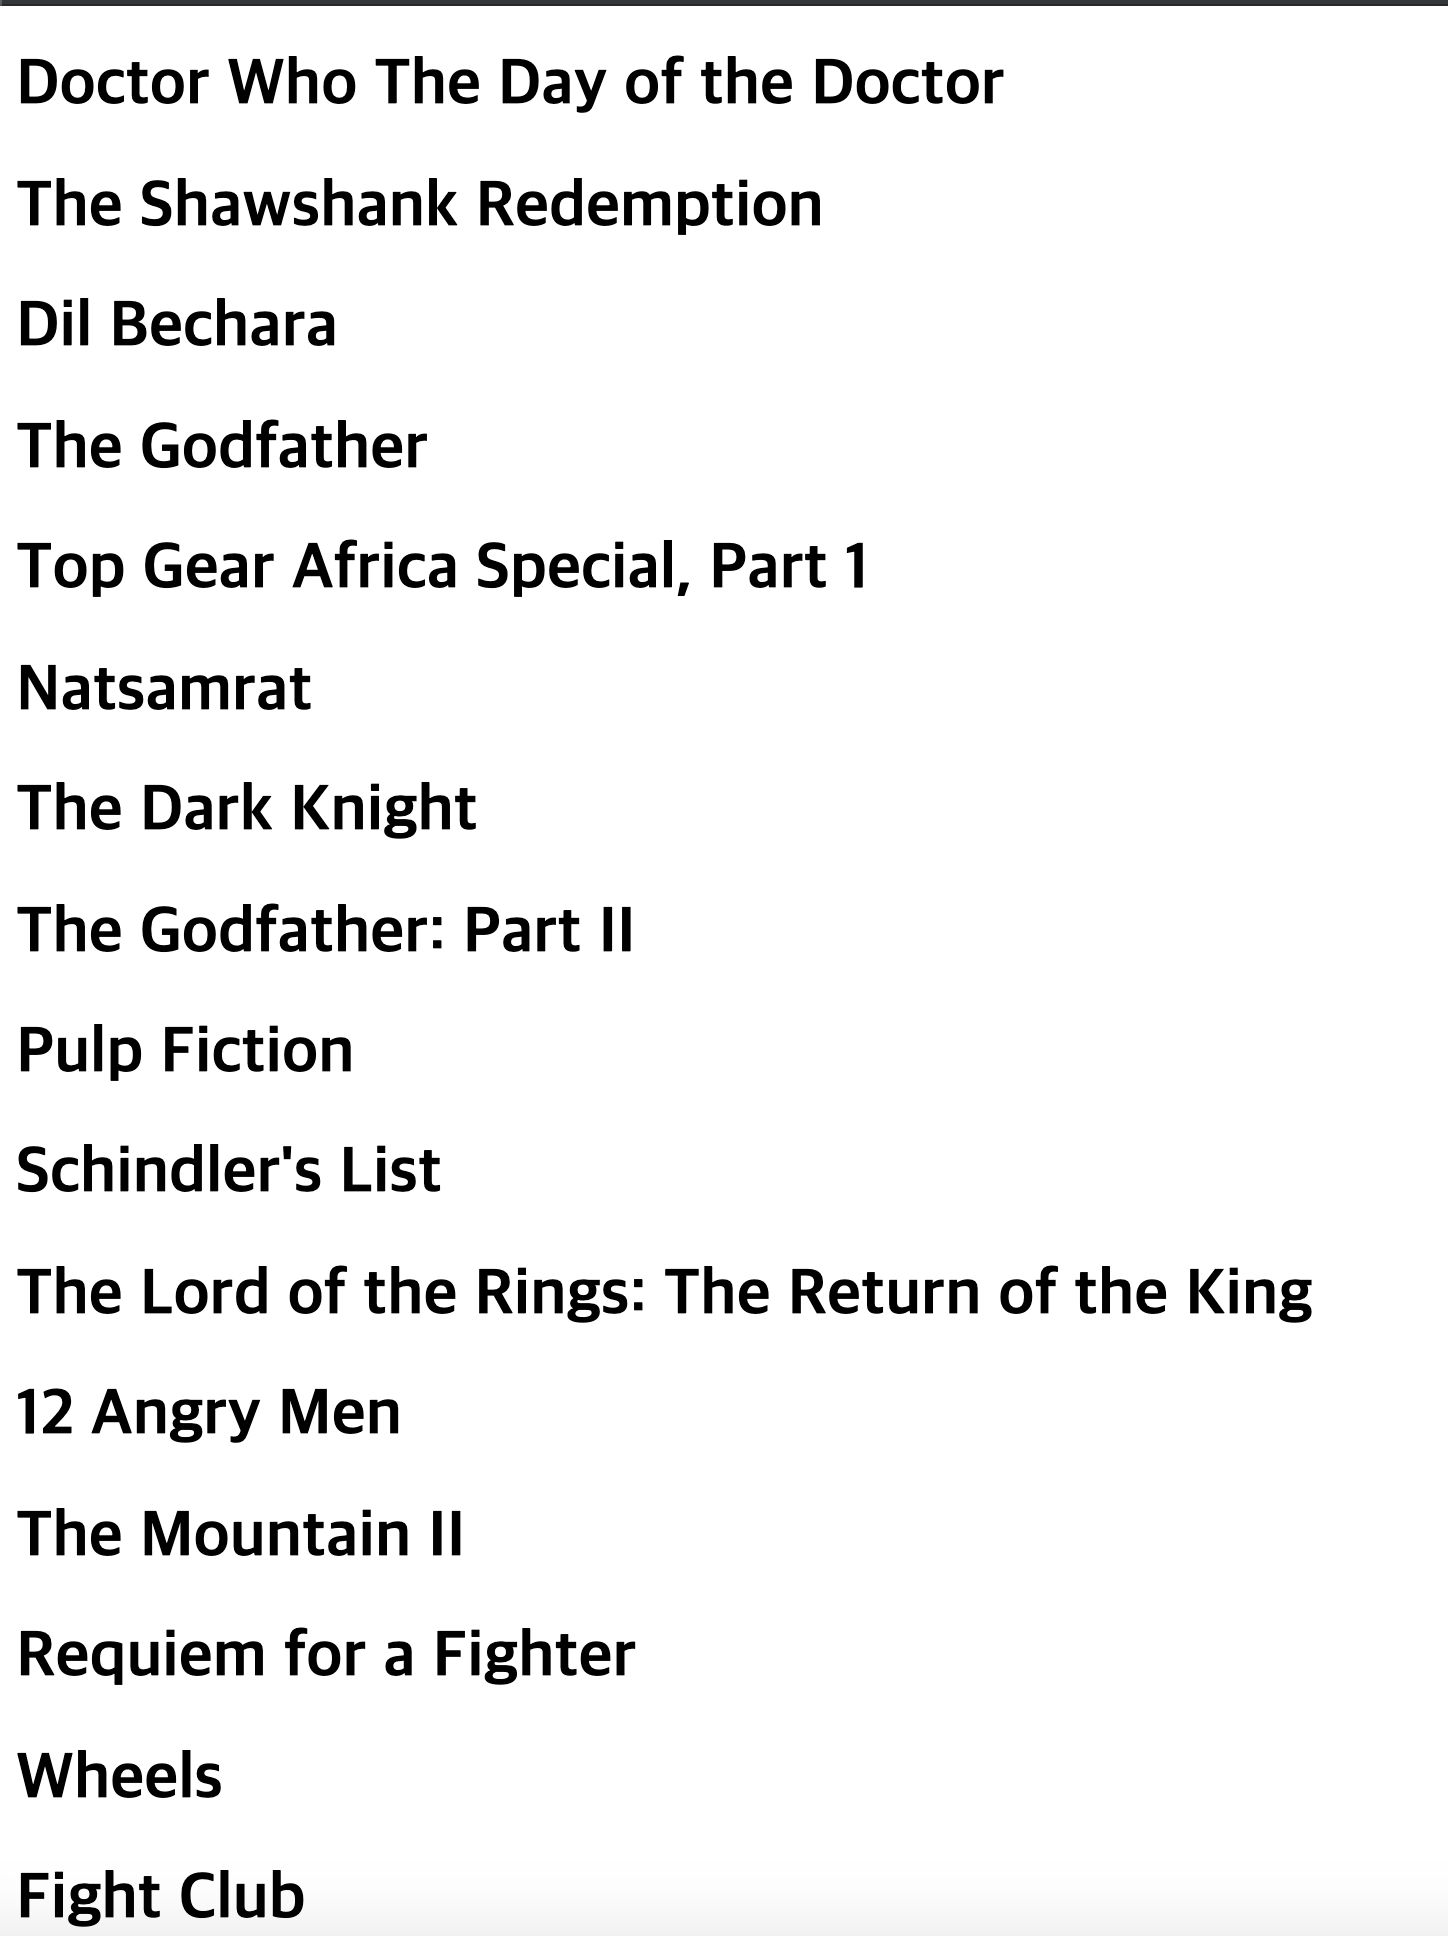 Doctor Who The Day of the Doctor
The Shawshank Redemption
Dil Bechara
The Godfather
Top Gear Africa Special, Part 1
Natsamrat
The Dark Knight
The Godfather: Part II
Pulp Fiction
Schindler's List
The Lord of the Rings: The Return of the King
12 Angry Men
The Mountain II
Requiem for a Fighter
Wheels
Fight Club